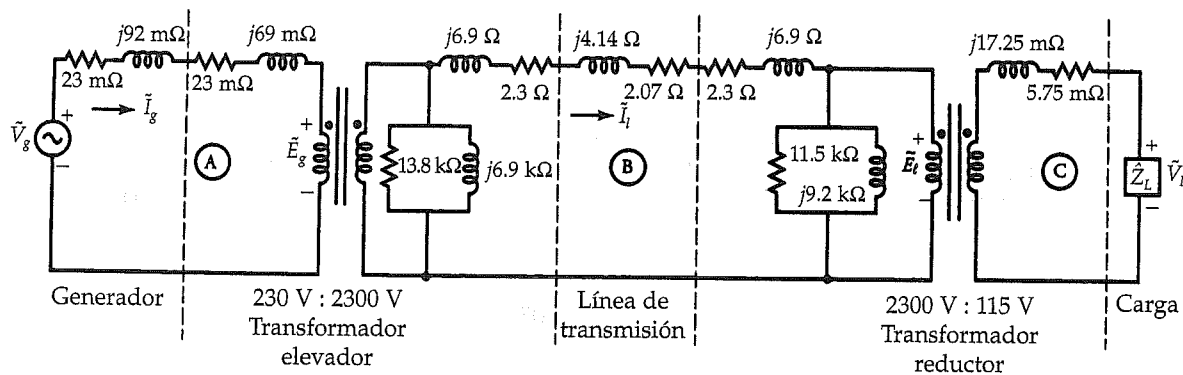 j92 mΩ
j69 mΩ
j6.9 Ω
j4.14 Ω
j6.9 Ω
j17.25 mΩ
23 mΩ
23 mΩ
2.3 Ω
2.07 Ω
2.3 Ω
5.75 mΩ
+
Ĩg
Ĩl
Ṽg
A
+
Ẽg
13.8 kΩ
j6.9 kΩ
B
11.5 kΩ
j9.2 kΩ
+
Ẽℓ
C
+
ẐL
ṼL
−
−
−
−
Generador
230 V : 2300 V
Transformador
elevador
Línea de
transmisión
2300 V : 115 V
Transformador
reductor
Carga